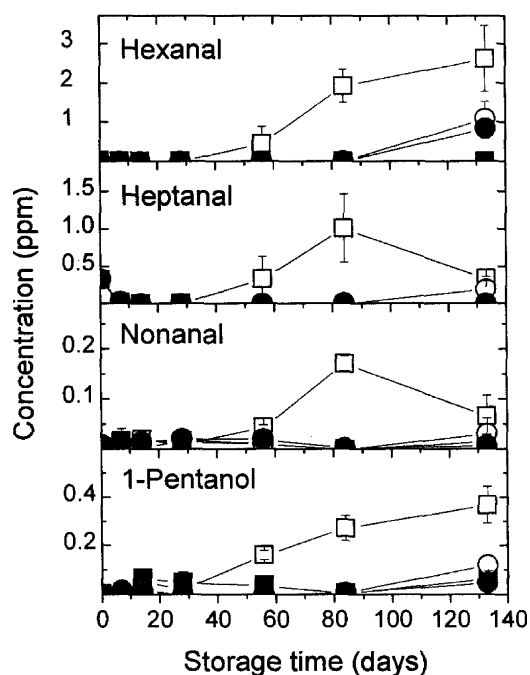 Hexanal
3
2
1
Heptanal
1.5
1.0
0.5
Nonanal
0.2
0.1
1-Pentanol
0.4
0.2
0 20 40 60 80 100 120 140
Concentration (ppm)
Storage time (days)